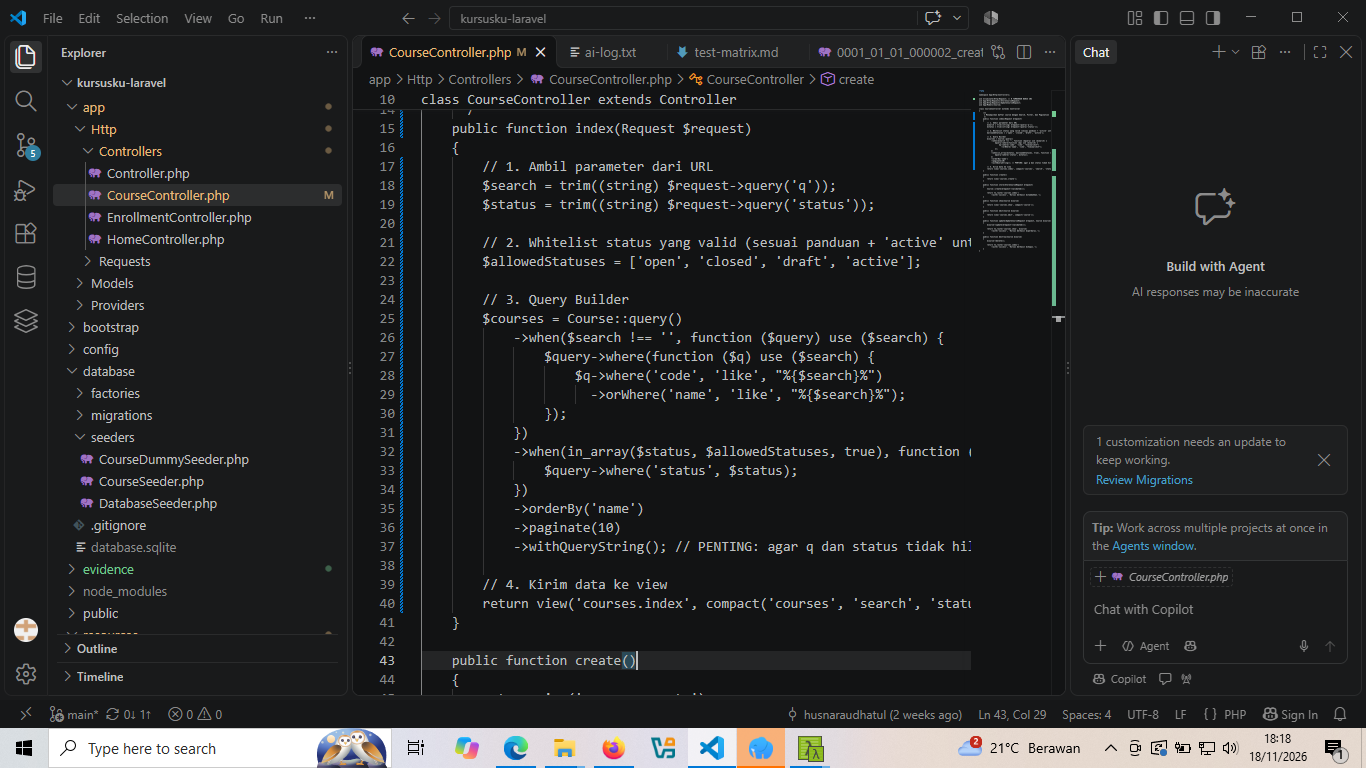 File Edit Selection View Go Run ···
kursusku-laravel
Explorer ···
kursusku-laravel
app
Http
Controllers
Controller.php
CourseController.php M
EnrollmentController.php
HomeController.php
Requests
Models
Providers
bootstrap
config
database
factories
migrations
seeders
CourseDummySeeder.php
CourseSeeder.php
DatabaseSeeder.php
.gitignore
database.sqlite
evidence
node_modules
public
Outline
Timeline
5
CourseController.php M
ai-log.txt
test-matrix.md
0001_01_01_000002_creat
app > Http > Controllers > CourseController.php > CourseController > create
10 class CourseController extends Controller
15 public function index(Request $request)
16 {
17 // 1. Ambil parameter dari URL
18 $search = trim((string) $request->query('q'));
19 $status = trim((string) $request->query('status'));
20
21 // 2. Whitelist status yang valid (sesuai panduan + 'active' unt
22 $allowedStatuses = ['open', 'closed', 'draft', 'active'];
23
24 // 3. Query Builder
25 $courses = Course::query()
26 ->when($search !== '', function ($query) use ($search) {
27 $query->where(function ($q) use ($search) {
28 $q->where('code', 'like', "%{$search}%")
29 ->orWhere('name', 'like', "%{$search}%");
30 });
31 })
32 ->when(in_array($status, $allowedStatuses, true), function (
33 $query->where('status', $status);
34 })
35 ->orderBy('name')
36 ->paginate(10)
37 ->withQueryString(); // PENTING: agar q dan status tidak hil
38
39 // 4. Kirim data ke view
40 return view('courses.index', compact('courses', 'search', 'statu
41 }
42
43 public function create()
44 {
Chat
Build with Agent
AI responses may be inaccurate
1 customization needs an update to
keep working.
Review Migrations
Tip: Work across multiple projects at once in
the Agents window.
CourseController.php
Chat with Copilot
Agent
Copilot
main* 0↓ 1↑ 0 0 husnaraudhatul (2 weeks ago) Ln 43, Col 29 Spaces: 4 UTF-8 LF { } PHP Sign In
Type here to search
2 21°C Berawan
18:18
18/11/2026
1